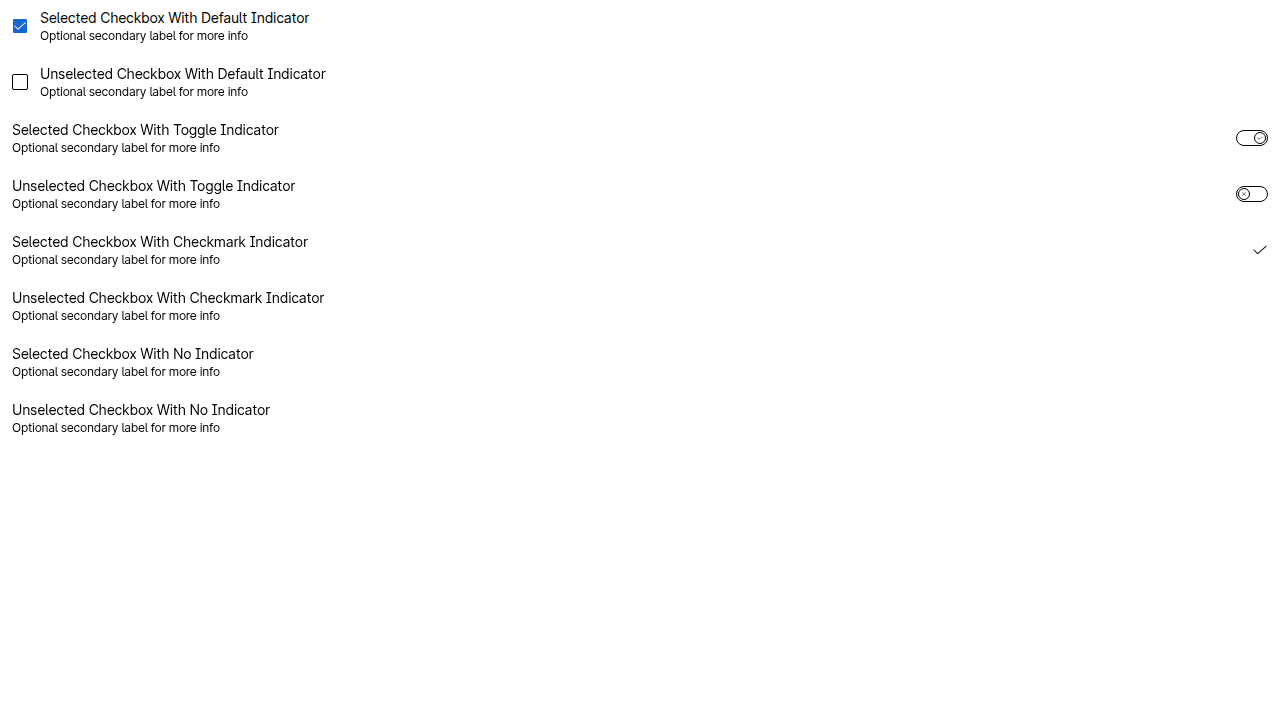 Selected Checkbox With Default Indicator
Optional secondary label for more info
Unselected Checkbox With Default Indicator
Optional secondary label for more info
Selected Checkbox With Toggle Indicator
Optional secondary label for more info
Unselected Checkbox With Toggle Indicator
Optional secondary label for more info
Selected Checkbox With Checkmark Indicator
Optional secondary label for more info
Unselected Checkbox With Checkmark Indicator
Optional secondary label for more info
Selected Checkbox With No Indicator
Optional secondary label for more info
Unselected Checkbox With No Indicator
Optional secondary label for more info